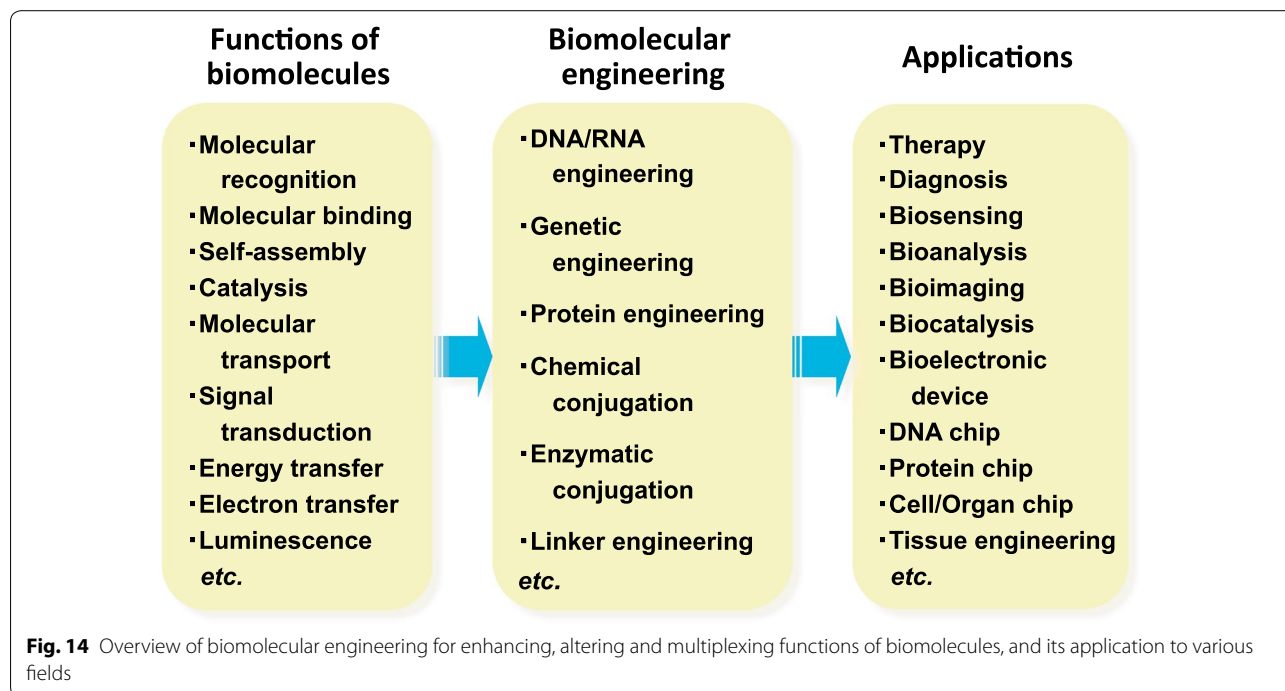 Functions of
biomolecules
▪Molecular
recognition
▪Molecular binding
▪Self-assembly
▪Catalysis
▪Molecular
transport
▪Signal
transduction
▪Energy transfer
▪Electron transfer
▪Luminescence
etc.
Biomolecular
engineering
▪DNA/RNA
engineering
▪Genetic
engineering
▪Protein engineering
▪Chemical
conjugation
▪Enzymatic
conjugation
▪Linker engineering
etc.
Applications
▪Therapy
▪Diagnosis
▪Biosensing
▪Bioanalysis
▪Bioimaging
▪Biocatalysis
▪Bioelectronic
device
▪DNA chip
▪Protein chip
▪Cell/Organ chip
▪Tissue engineering
etc.
Fig. 14 Overview of biomolecular engineering for enhancing, altering and multiplexing functions of biomolecules, and its application to various
fields